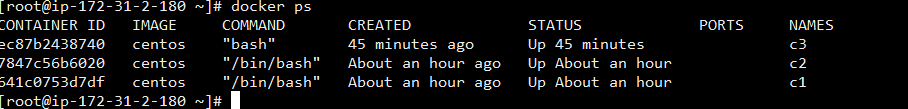 [root@ip-172-31-2-180 ~]# docker ps
CONTAINER ID IMAGE COMMAND CREATED STATUS PORTS NAMES
ec87b2438740 centos "bash" 45 minutes ago Up 45 minutes c3
7847c56b6020 centos "/bin/bash" About an hour ago Up About an hour c2
641c0753d7df centos "/bin/bash" About an hour ago Up About an hour c1
[root@ip-172-31-2-180 ~]#